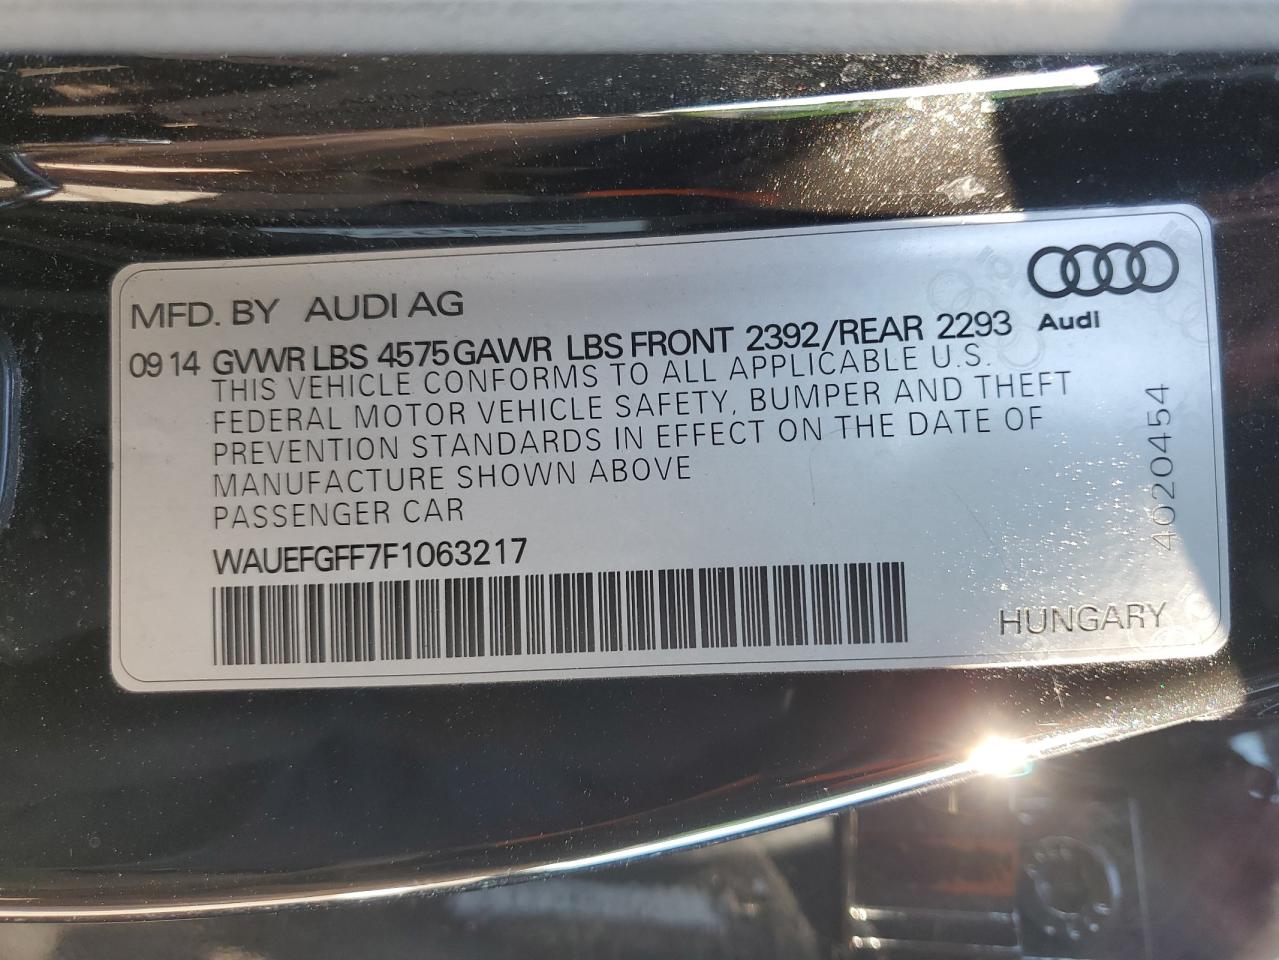 MFD. BY AUDI AG
09 14 GVWR LBS 4575 GAWR LBS FRONT 2392/REAR 2293
Audi
THIS VEHICLE CONFORMS TO ALL APPLICABLE U.S.
FEDERAL MOTOR VEHICLE SAFETY, BUMPER AND THEFT
PREVENTION STANDARDS IN EFFECT ON THE DATE OF
MANUFACTURE SHOWN ABOVE
PASSENGER CAR
WAUEFGFF7F1063217
HUNGARY
4020454